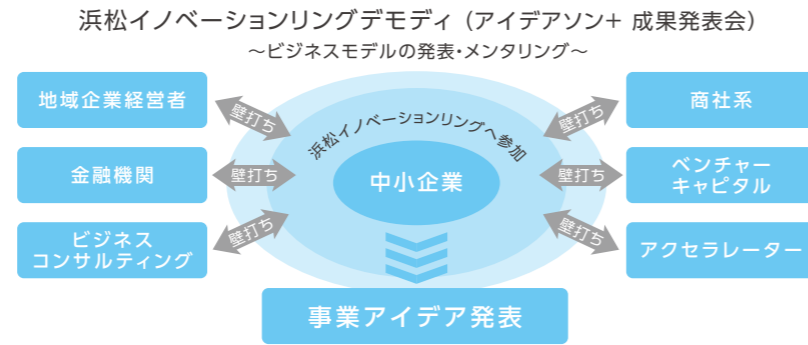 浜松イノベーションリングデモディ（アイデアソン＋ 成果発表会）
～ビジネスモデルの発表・メンタリング～
地域企業経営者
壁打ち
浜松イノベーションリングへ参加
壁打ち
商社系
金融機関
壁打ち
中小企業
壁打ち
ベンチャー
キャピタル
ビジネス
コンサルティング
壁打ち
壁打ち
アクセラレーター
事業アイデア発表